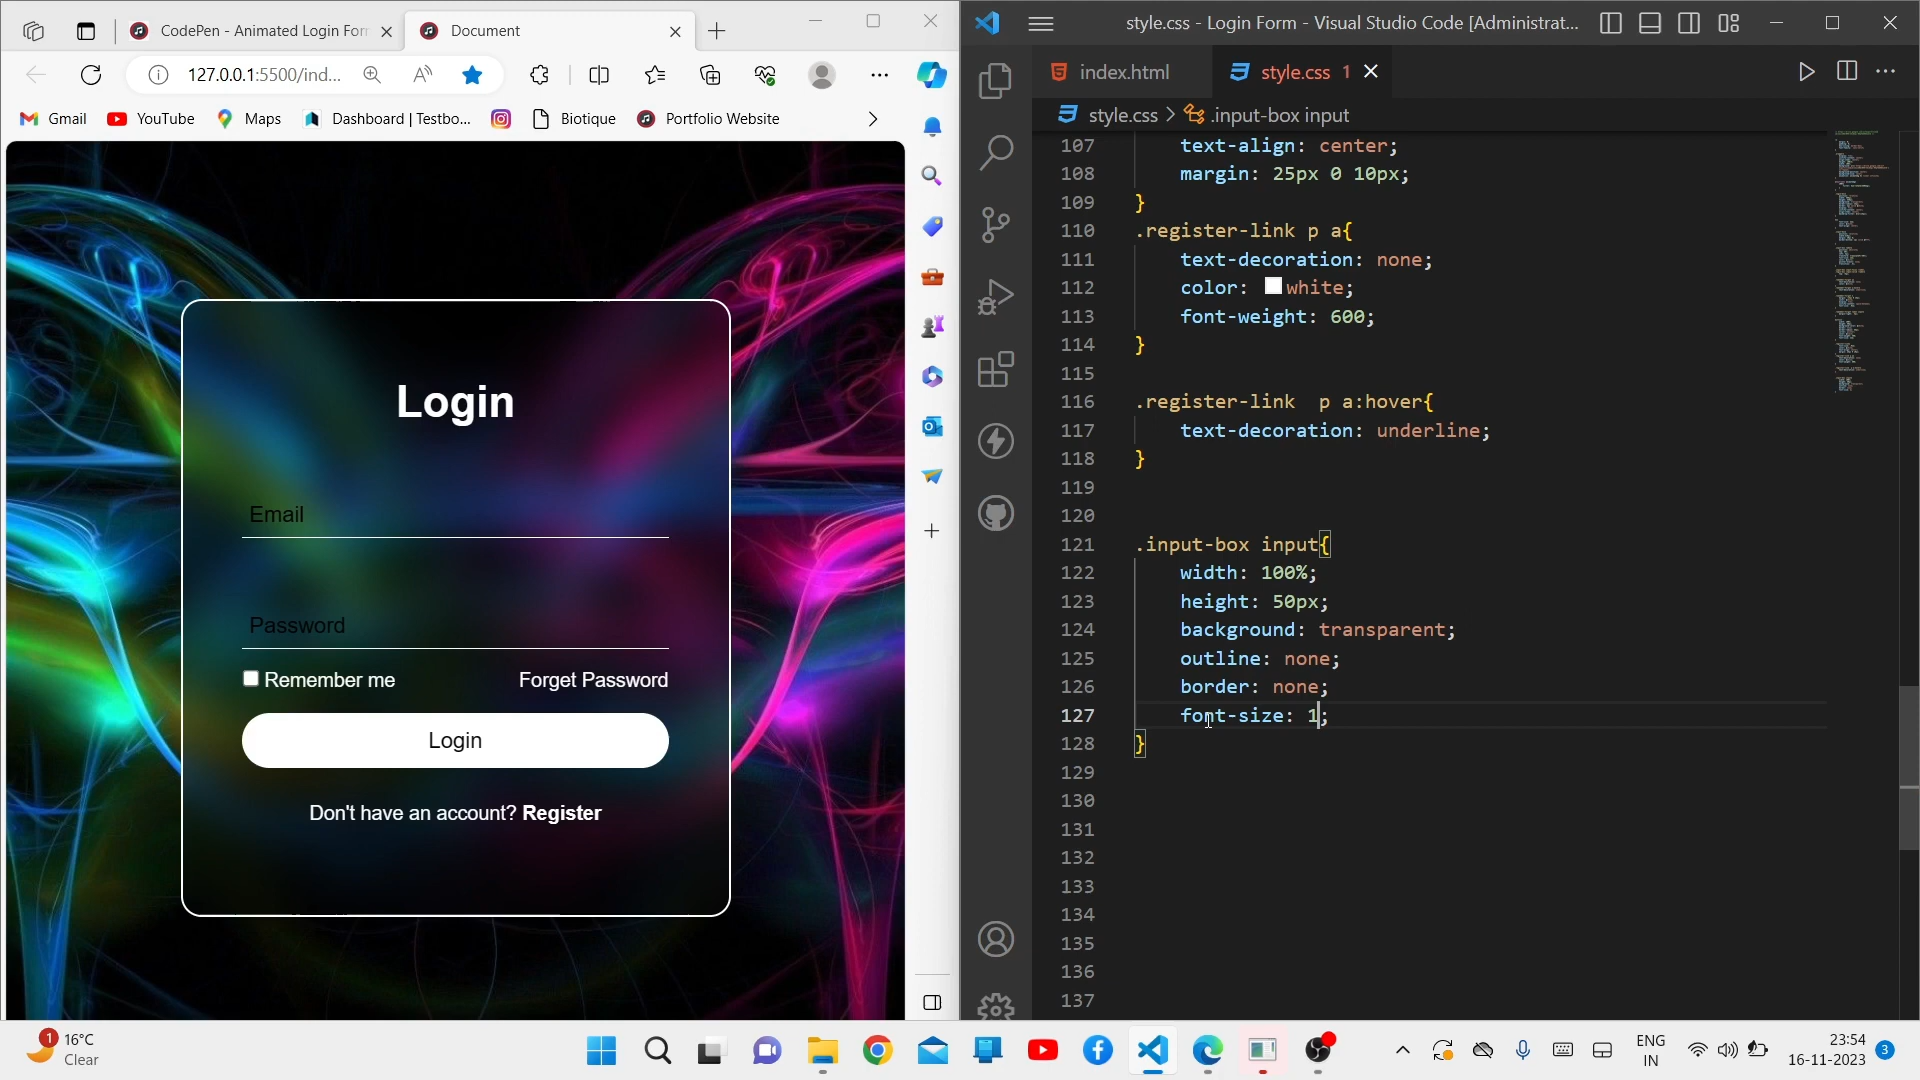 CodePen - Animated Login For
Document
127.0.0.1:5500/ind...
Gmail
YouTube
Maps
Dashboard | Testbo...
Biotique
Portfolio Website
Login
Email
Password
Remember me
Forget Password
Login
Don't have an account? Register
style.css - Login Form - Visual Studio Code [Administrat...
index.html
style.css 1
style.css > .input-box input
107 text-align: center;
108 margin: 25px 0 10px;
109 }
110 .register-link p a{
111 text-decoration: none;
112 color: white;
113 font-weight: 600;
114 }
115
116 .register-link  p a:hover{
117 text-decoration: underline;
118 }
119
120
121 .input-box input{
122 width: 100%;
123 height: 50px;
124 background: transparent;
125 outline: none;
126 border: none;
127 font-size: 1;
128 }
129
130
131
132
133
134
135
136
137
1
16°C
Clear
ENG
IN
23:54
16-11-2023
3